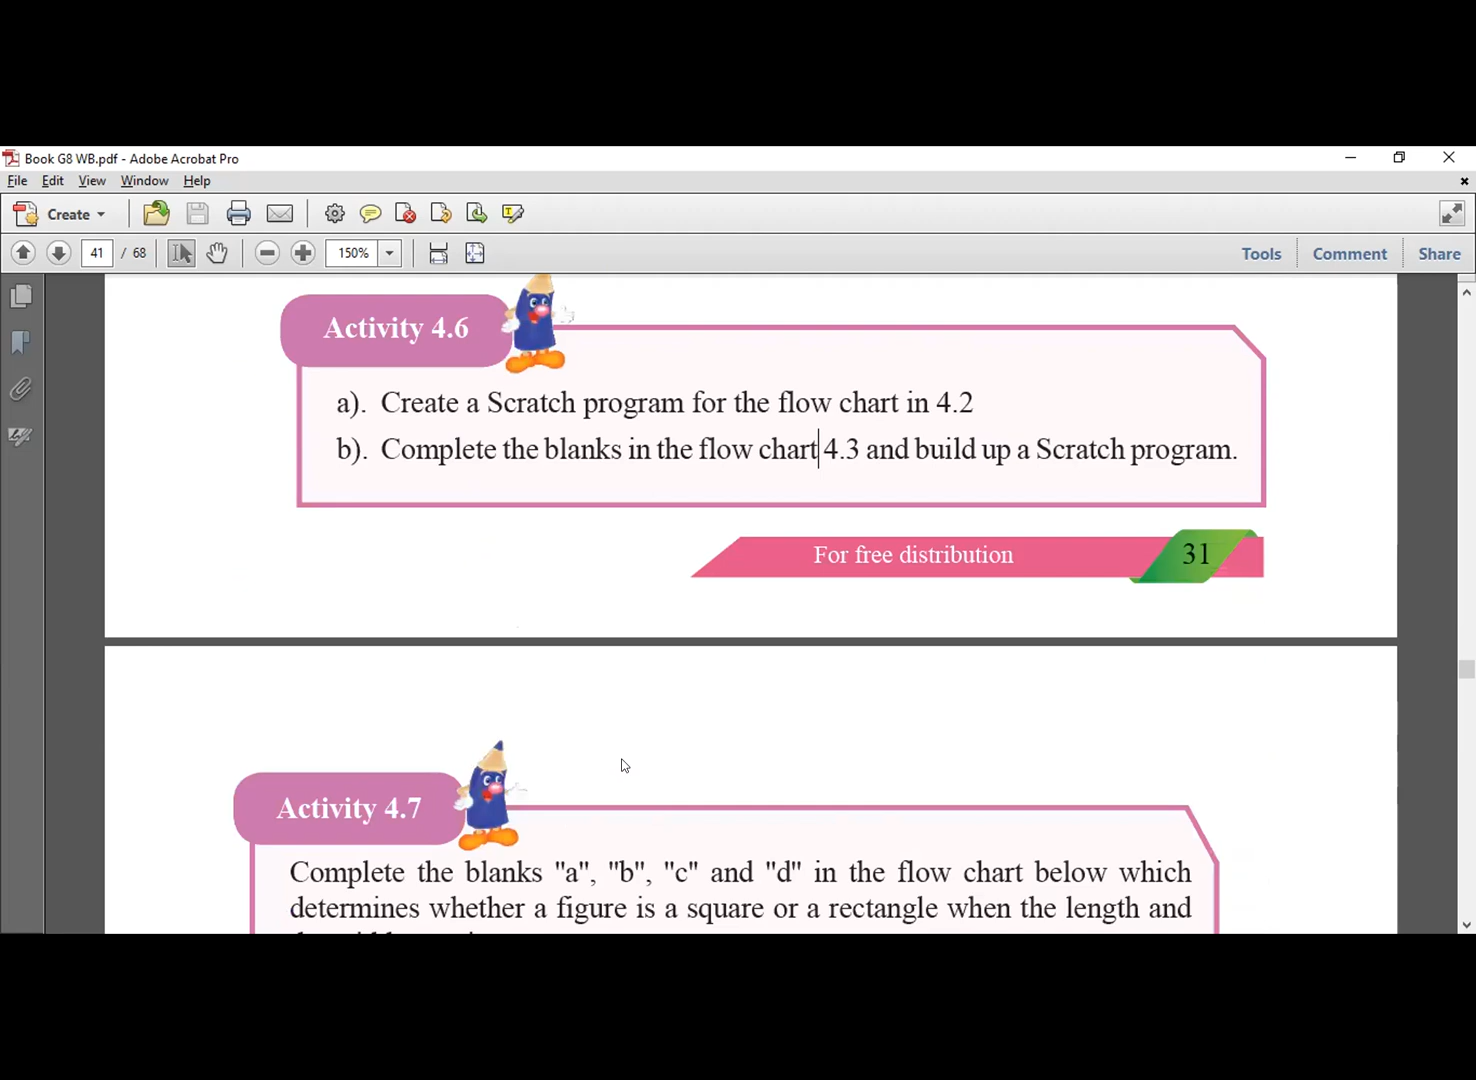 Book G8 WB.pdf - Adobe Acrobat Pro
File Edit View Window Help
Create
41 / 68 150% Tools Comment Share
Activity 4.6
a). Create a Scratch program for the flow chart in 4.2
b). Complete the blanks in the flow chart 4.3 and build up a Scratch program.
For free distribution 31
Activity 4.7
Complete the blanks "a", "b", "c" and "d" in the flow chart below which
determines whether a figure is a square or a rectangle when the length and